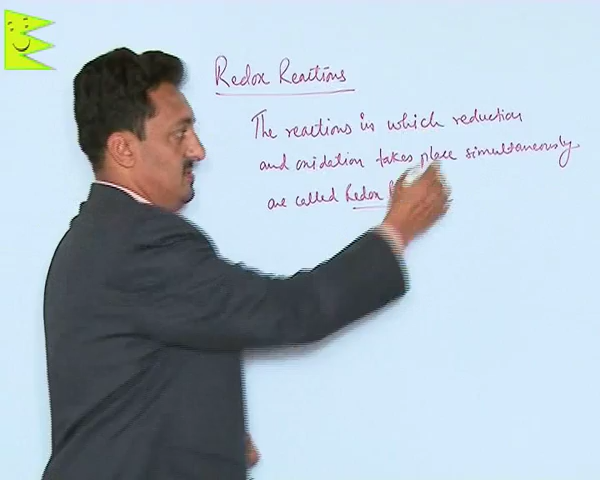 Redox Reactions
The reactions in which reduction
and oxidation takes place simultaneously
are called Redox